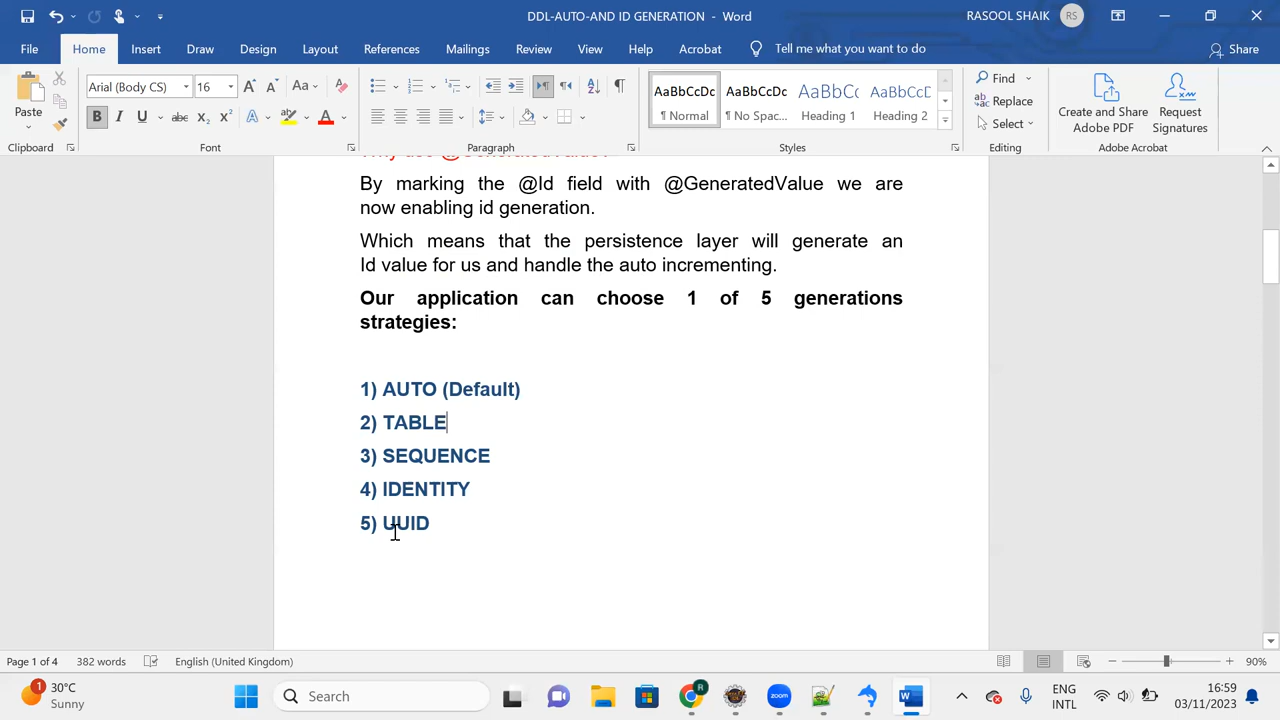 DDL-AUTO-AND ID GENERATION - Word
RASOOL SHAIK RS
File Home Insert Draw Design Layout References Mailings Review View Help Acrobat Tell me what you want to do Share
Paste
Clipboard
Arial (Body CS) 16
Font
Paragraph
AaBbCcDc AaBbCcDc AaBbCc AaBbCcD
¶ Normal ¶ No Spac... Heading 1 Heading 2
Styles
Find
Replace
Select
Editing
Create and Share Adobe PDF
Request Signatures
Adobe Acrobat
By marking the @Id field with @GeneratedValue we are
now enabling id generation.
Which means that the persistence layer will generate an
Id value for us and handle the auto incrementing.
Our application can choose 1 of 5 generations
strategies:
1) AUTO (Default)
2) TABLE
3) SEQUENCE
4) IDENTITY
5) UUID
Page 1 of 4 382 words English (United Kingdom) 90%
1
30°C
Sunny
Search
ENG
INTL
16:59
03/11/2023